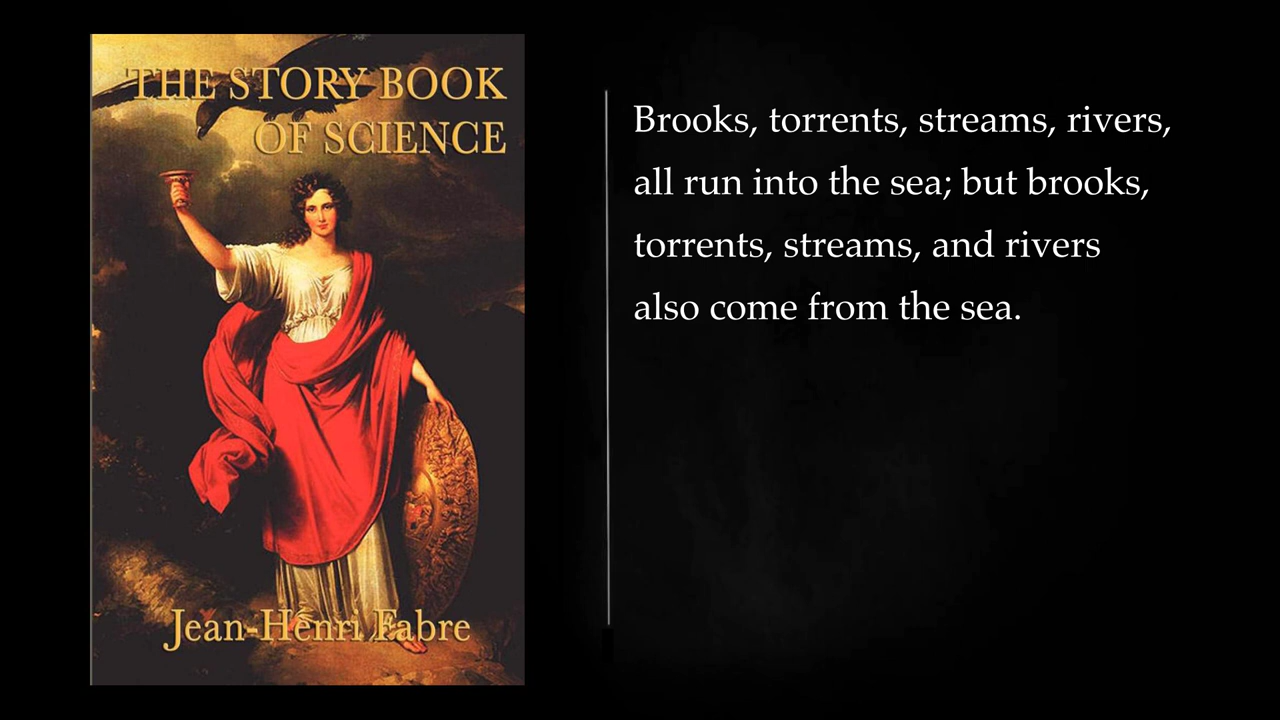 THE STORY BOOK
OF SCIENCE
Jean-Henri Fabre
Brooks, torrents, streams, rivers,
all run into the sea; but brooks,
torrents, streams, and rivers
also come from the sea.